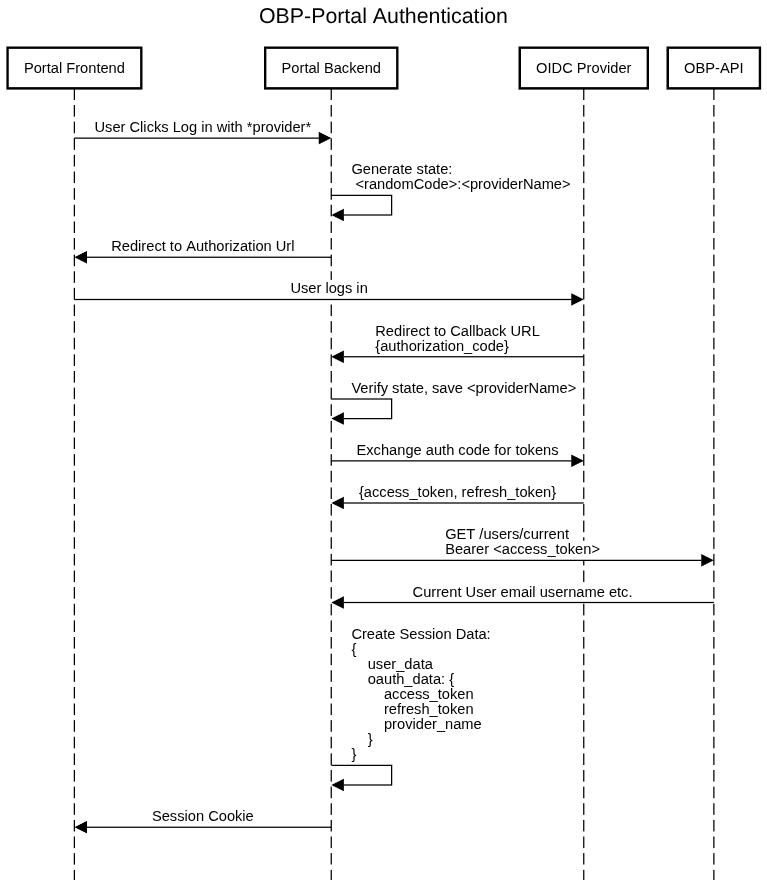 OBP-Portal Authentication
Portal Frontend
Portal Backend
OIDC Provider
OBP-API
User Clicks Log in with *provider*
Generate state:
<randomCode>:<providerName>
Redirect to Authorization Url
User logs in
Redirect to Callback URL
{authorization_code}
Verify state, save <providerName>
Exchange auth code for tokens
{access_token, refresh_token}
GET /users/current
Bearer <access_token>
Current User email username etc.
Create Session Data:
{
user_data
oauth_data: {
access_token
refresh_token
provider_name
}
}
Session Cookie